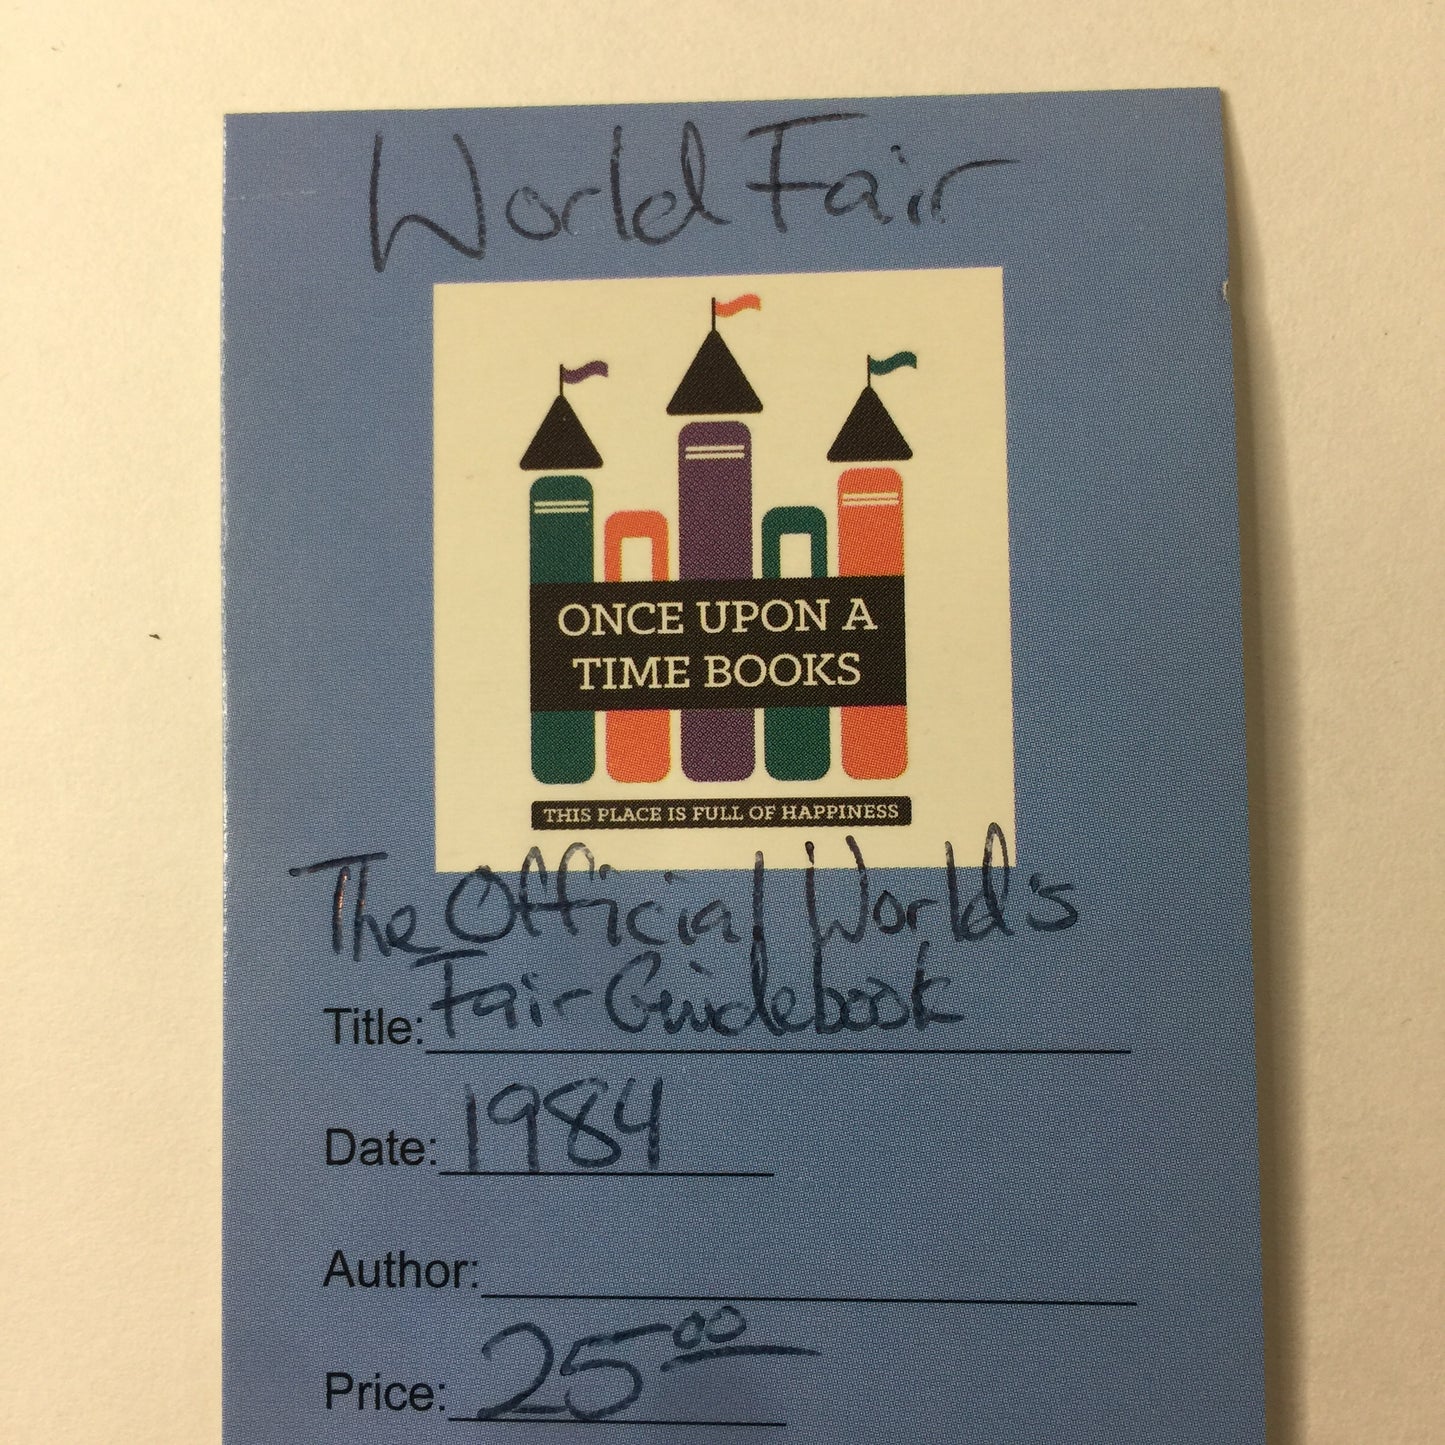 World Fair
ONCE UPON A
TIME BOOKS
THIS PLACE IS FULL OF HAPPINESS
The Official World's
Title: Fair Guidebook
Date: 1984
Author:
Price: 25 00